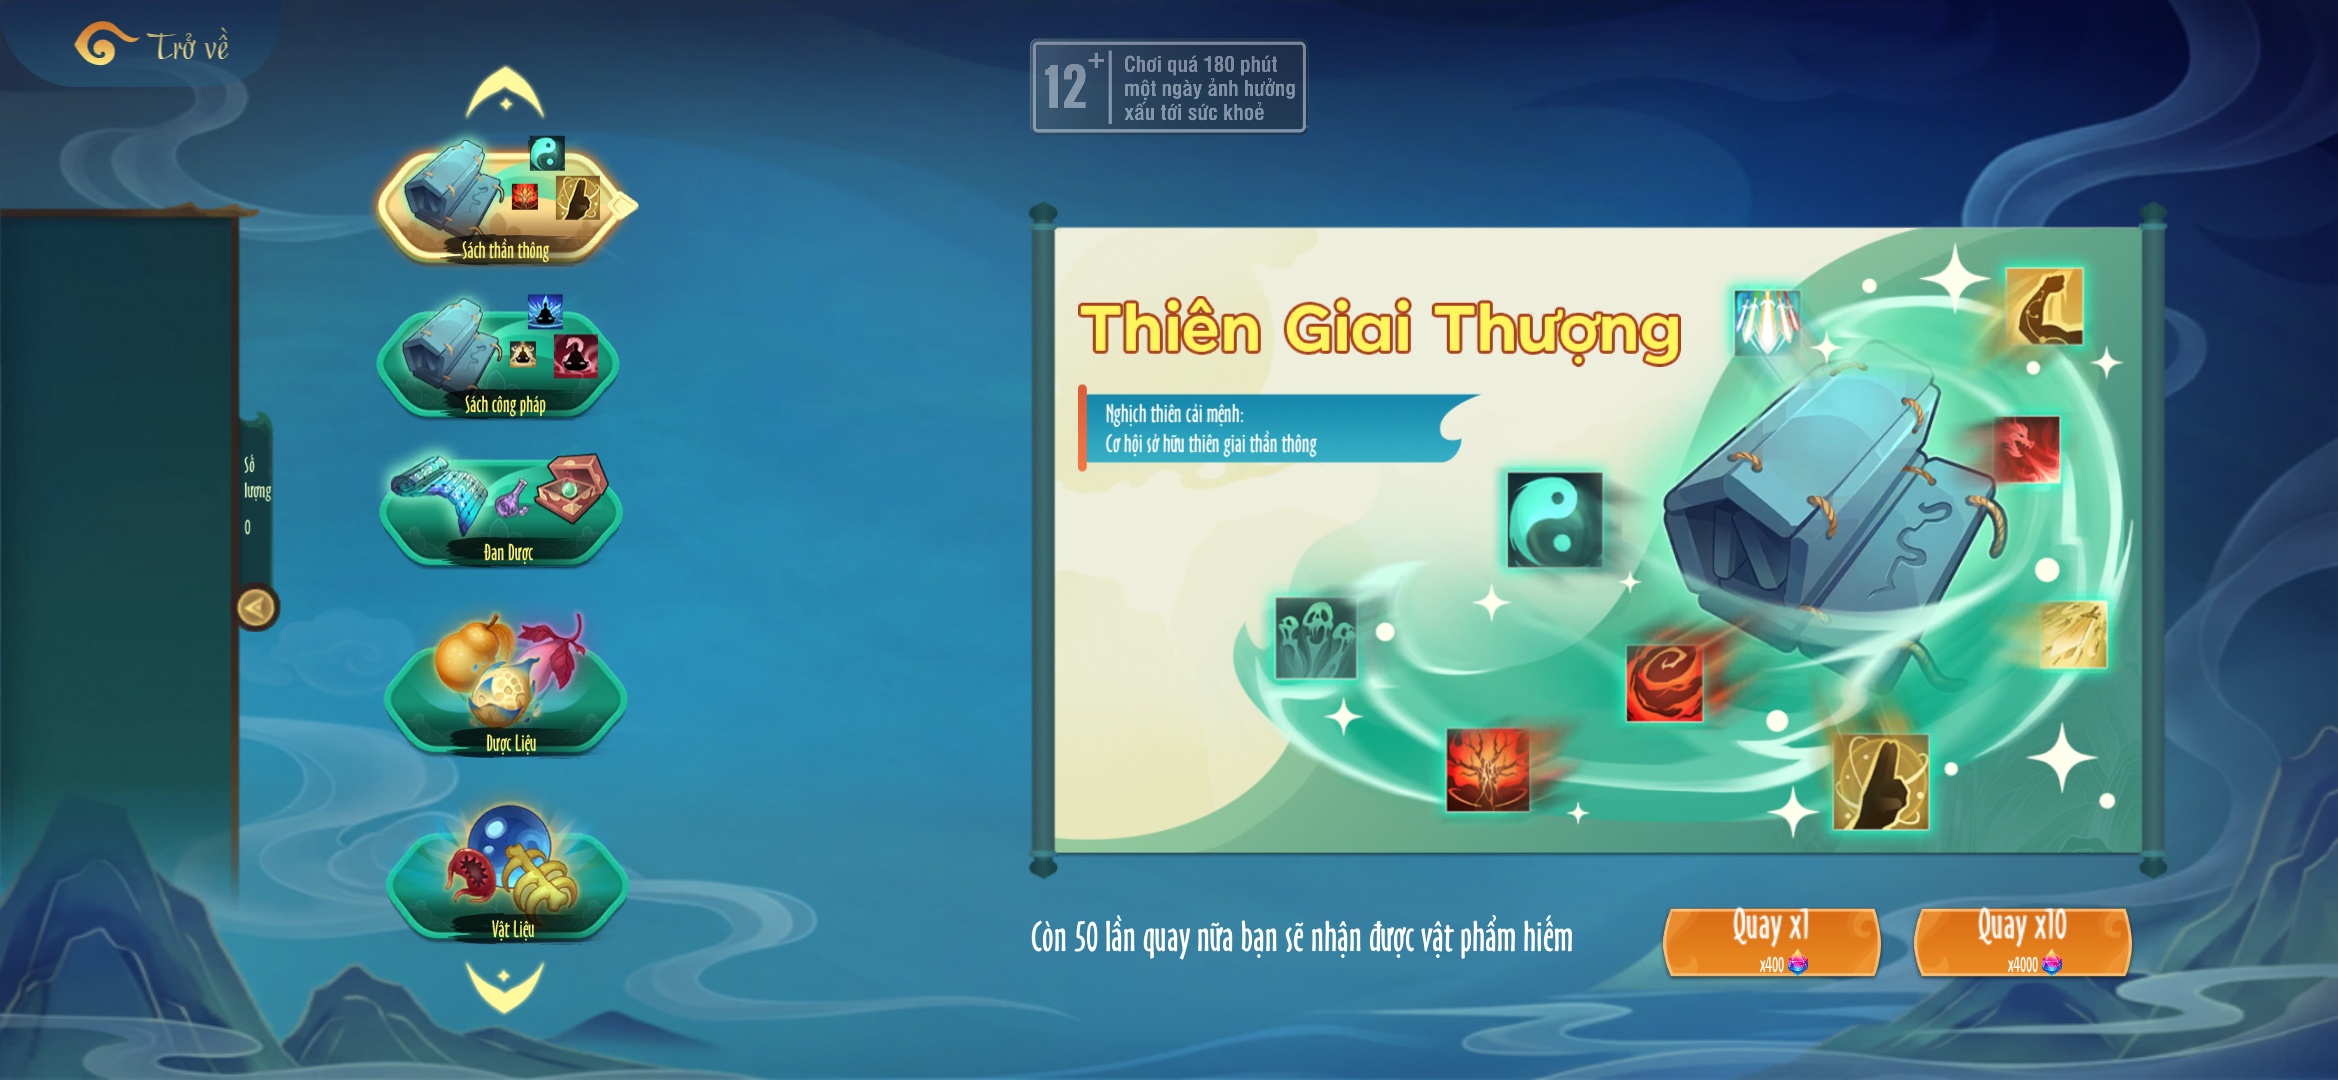 Trở về
12+
Chơi quá 180 phút
một ngày ảnh hưởng
xấu tới sức khoẻ
Sách thần thông
Sách công pháp
Đan Dược
Dược Liệu
Vật Liệu
Số
lượng
0
Thiên Giai Thượng
Nghịch thiên cải mệnh:
Cơ hội sở hữu thiên giai thần thông
Còn 50 lần quay nữa bạn sẽ nhận được vật phẩm hiếm
Quay x1
x400
Quay x10
x4000